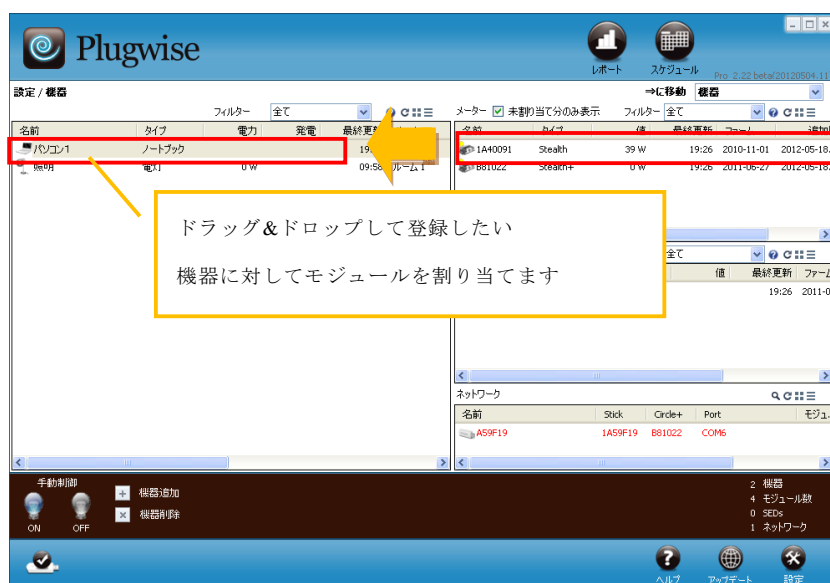 Plugwise
レポート
スケジュール
Pro 2.22 beta(20120504.11
設定 / 機器
⇒に移動 機器
フィルター 全て
メーター 未割り当て分のみ表示 フィルター 全て
名前 タイプ 電力 発電 最終更新
名前 タイプ 値 最終更新 ファーム 追加
パソコン1 ノートブック 19:
1A40091 Stealth 39 W 19:26 2010-11-01 2012-05-18.
照明 電灯 0 W 09:58 ルーム 1
B81022 Stealth+ 0 W 19:26 2011-06-27 2012-05-18.
ドラッグ&ドロップして登録したい
機器に対してモジュールを割り当てます
全て
値 最終更新 ファーム
19:26 2011-0
ネットワーク
名前 Stick Circle+ Port モジュ
A59F19 1A59F19 B81022 COM6
手動制御
ON OFF
機器追加
機器削除
2 機器
4 モジュール数
0 SEDs
1 ネットワーク
ヘルプ
アップデート
設定